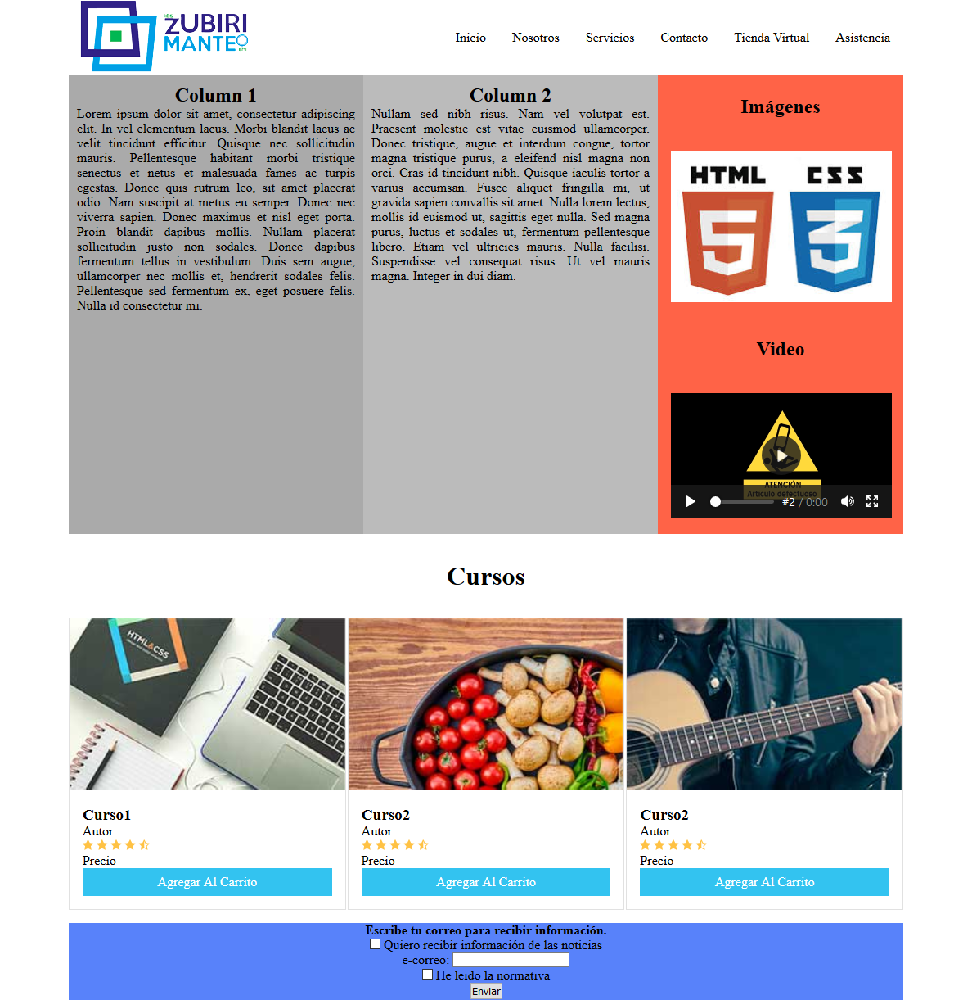 I.E.S.
ZUBIRI
MANTEO
BHI
Inicio Nosotros Servicios Contacto Tienda Virtual Asistencia
Column 1
Lorem ipsum dolor sit amet, consectetur adipiscing
elit. In vel elementum lacus. Morbi blandit lacus ac
velit tincidunt efficitur. Quisque nec sollicitudin
mauris. Pellentesque habitant morbi tristique
senectus et netus et malesuada fames ac turpis
egestas. Donec quis rutrum leo, sit amet placerat
odio. Nam suscipit at metus eu semper. Donec nec
viverra sapien. Donec maximus et nisl eget porta.
Proin blandit dapibus mollis. Nullam placerat
sollicitudin justo non sodales. Donec dapibus
fermentum tellus in vestibulum. Duis sem augue,
ullamcorper nec mollis et, hendrerit sodales felis.
Pellentesque sed fermentum ex, eget posuere felis.
Nulla id consectetur mi.
Column 2
Nullam sed nibh risus. Nam vel volutpat est.
Praesent molestie est vitae euismod ullamcorper.
Donec tristique, augue et interdum congue, tortor
magna tristique purus, a eleifend nisl magna non
orci. Cras id tincidunt nibh. Quisque iaculis tortor a
varius accumsan. Fusce aliquet fringilla mi, ut
gravida sapien convallis sit amet. Nulla lorem lectus,
mollis id euismod ut, sagittis eget nulla. Sed magna
purus, luctus et sodales ut, fermentum pellentesque
libero. Etiam vel ultricies mauris. Nulla facilisi.
Suspendisse vel consequat risus. Ut vel mauris
magna. Integer in dui diam.
Imágenes
HTML CSS
5 3
Video
ATENCIÓN
Artículo defectuoso
#2 / 0:00
Cursos
HTML&CSS
design and build websites
Curso1
Autor
Precio
Agregar Al Carrito
Curso2
Autor
Precio
Agregar Al Carrito
Curso2
Autor
Precio
Agregar Al Carrito
Escribe tu correo para recibir información.
Quiero recibir información de las noticias
e-correo:
He leido la normativa
Enviar